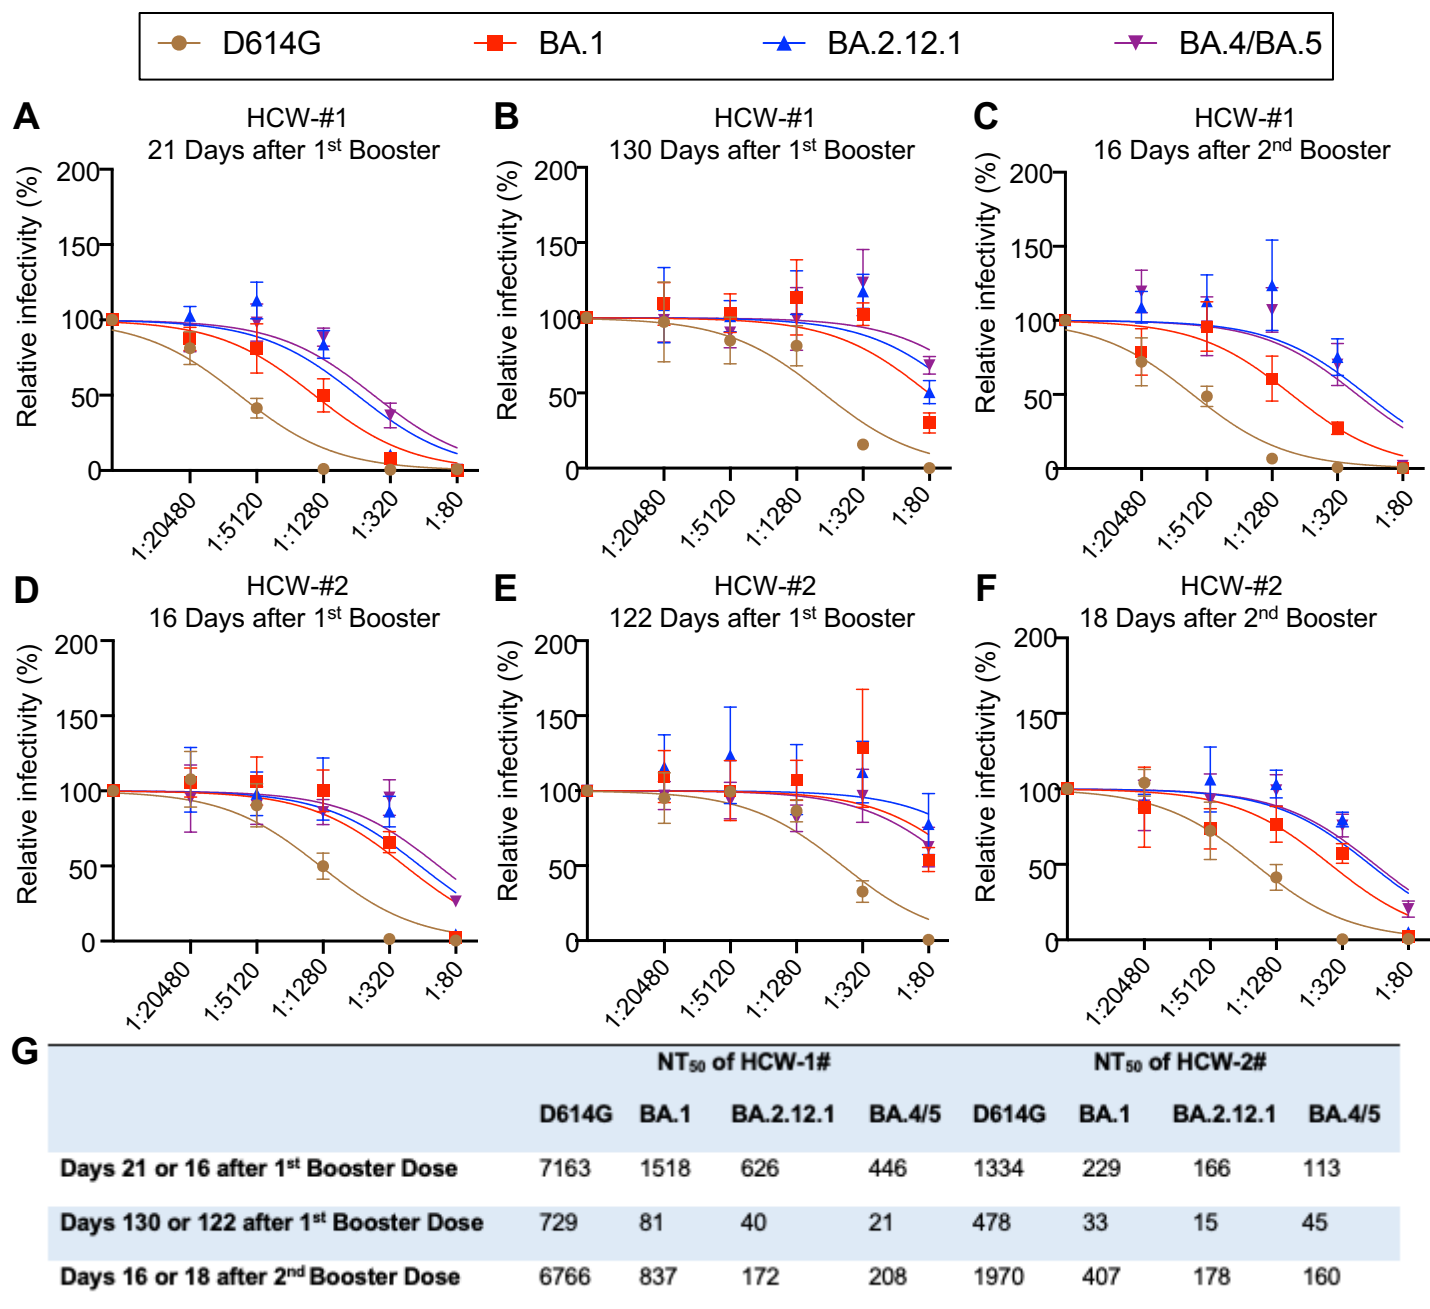 D614G BA.1 BA.2.12.1 BA.4/BA.5
A
HCW-#1
21 Days after 1st Booster
Relative infectivity (%)
200
150
100
50
0
1:20480 1:5120 1:1280 1:320 1:80
B
HCW-#1
130 Days after 1st Booster
Relative infectivity (%)
200
150
100
50
0
1:20480 1:5120 1:1280 1:320 1:80
C
HCW-#1
16 Days after 2nd Booster
Relative infectivity (%)
200
150
100
50
0
1:20480 1:5120 1:1280 1:320 1:80
D
HCW-#2
16 Days after 1st Booster
Relative infectivity (%)
200
150
100
50
0
1:20480 1:5120 1:1280 1:320 1:80
E
HCW-#2
122 Days after 1st Booster
Relative infectivity (%)
200
150
100
50
0
1:20480 1:5120 1:1280 1:320 1:80
F
HCW-#2
18 Days after 2nd Booster
Relative infectivity (%)
200
150
100
50
0
1:20480 1:5120 1:1280 1:320 1:80
G
NT50 of HCW-1# NT50 of HCW-2#
D614G BA.1 BA.2.12.1 BA.4/5 D614G BA.1 BA.2.12.1 BA.4/5
Days 21 or 16 after 1st Booster Dose 7163 1518 626 446 1334 229 166 113
Days 130 or 122 after 1st Booster Dose 729 81 40 21 478 33 15 45
Days 16 or 18 after 2nd Booster Dose 6766 837 172 208 1970 407 178 160